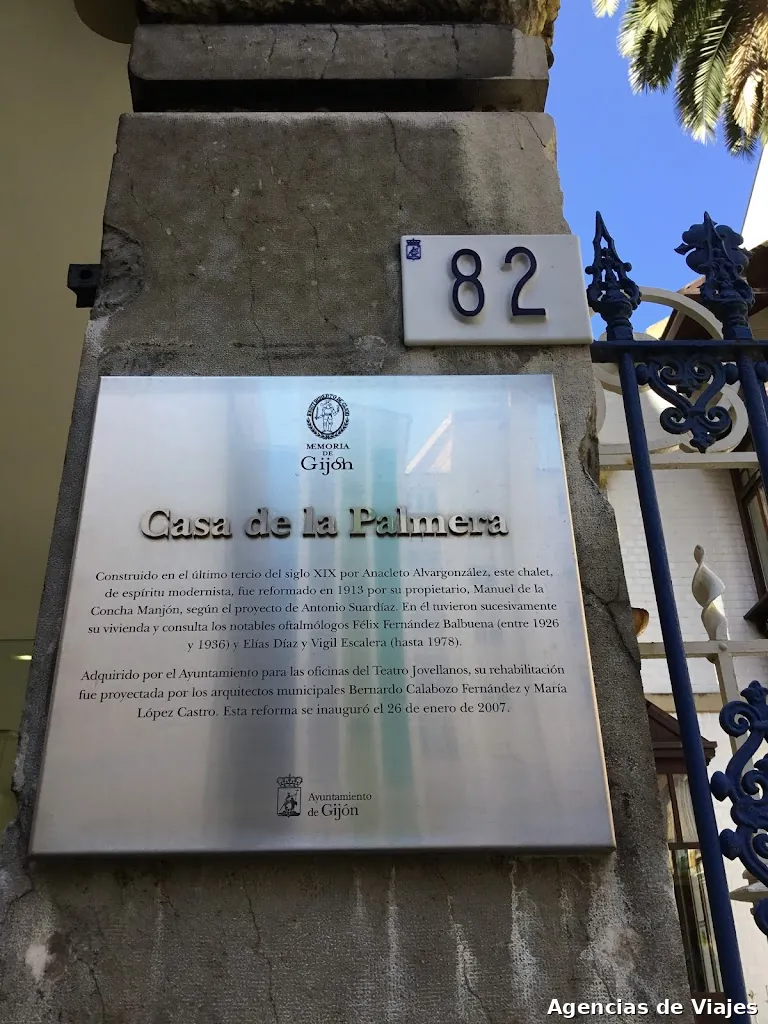 82
MEMORIA
DE
Gijón
Casa de la Palmera
Construido en el último tercio del siglo XIX por Anacleto Alvargonzález, este chalet,
de espíritu modernista, fue reformado en 1913 por su propietario, Manuel de la
Concha Manjón, según el proyecto de Antonio Suardíaz. En él tuvieron sucesivamente
su vivienda y consulta los notables oftalmólogos Félix Fernández Balbuena (entre 1926
y 1936) y Elías Díaz y Vigil Escalera (hasta 1978).
Adquirido por el Ayuntamiento para las oficinas del Teatro Jovellanos, su rehabilitación
fue proyectada por los arquitectos municipales Bernardo Calabozo Fernández y María
López Castro. Esta reforma se inauguró el 26 de enero de 2007.
Ayuntamiento
de Gijón
Agencias de Viajes